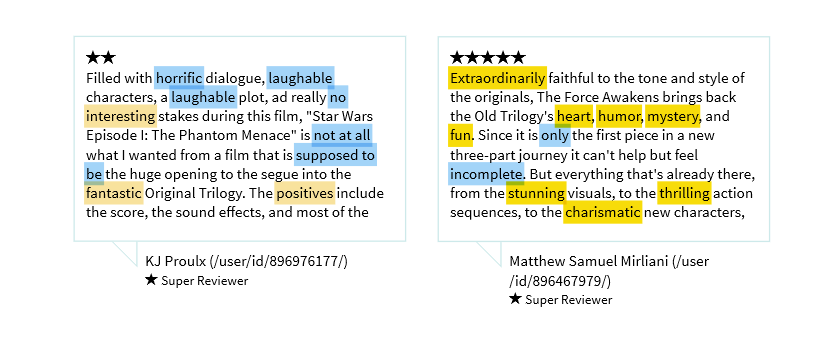 ★★
Filled with horrific dialogue, laughable
characters, a laughable plot, ad really no
interesting stakes during this film, "Star Wars
Episode I: The Phantom Menace" is not at all
what I wanted from a film that is supposed to
be the huge opening to the segue into the
fantastic Original Trilogy. The positives include
the score, the sound effects, and most of the
KJ Proulx (/user/id/896976177/)
★ Super Reviewer
★★★★★
Extraordinarily faithful to the tone and style of
the originals, The Force Awakens brings back
the Old Trilogy's heart, humor, mystery, and
fun. Since it is only the first piece in a new
three-part journey it can't help but feel
incomplete. But everything that's already there,
from the stunning visuals, to the thrilling action
sequences, to the charismatic new characters,
Matthew Samuel Mirliani (/user
/id/896467979/)
★ Super Reviewer